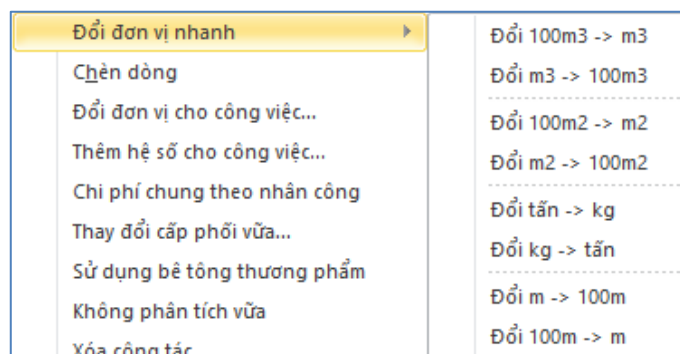 Đổi đơn vị nhanh
Chèn dòng
Đổi đơn vị cho công việc...
Thêm hệ số cho công việc...
Chi phí chung theo nhân công
Thay đổi cấp phối vữa...
Sử dụng bê tông thương phẩm
Không phân tích vữa
Xóa công tác
Đổi 100m3 -> m3
Đổi m3 -> 100m3
Đổi 100m2 -> m2
Đổi m2 -> 100m2
Đổi tấn -> kg
Đổi kg -> tấn
Đổi m -> 100m
Đổi 100m -> m